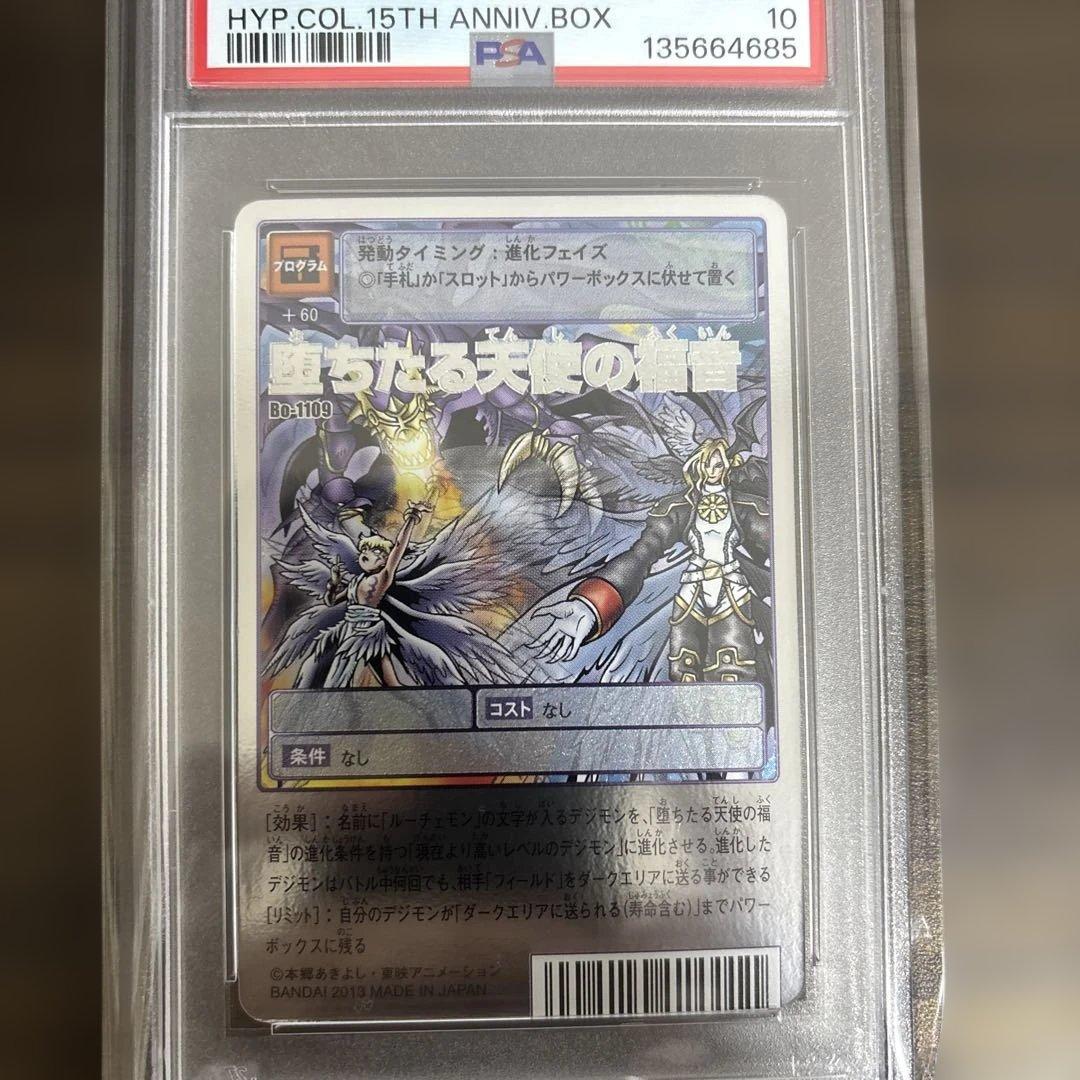 HYP.COL.15TH ANNIV.BOX 10
PSA 135664685
プログラム
発動タイミング：進化フェイズ
◎「手札」か「スロット」からパワーボックスに伏せて置く
＋60
堕ちたる天使の福音
Bo-1109
コスト なし
条件 なし
[効果]：名前に「ルーチェモン」の文字が入るデジモンを、「堕ちたる天使の福
音」の進化条件を持つ「現在より高いレベルのデジモン」に進化させる。進化した
デジモンはバトル中何回でも、相手「フィールド」をダークエリアに送る事ができる
[リミット]：自分のデジモンが「ダークエリアに送られる(寿命含む)」までパワー
ボックスに残る
©本郷あきよし・東映アニメーション
BANDAI 2013 MADE IN JAPAN